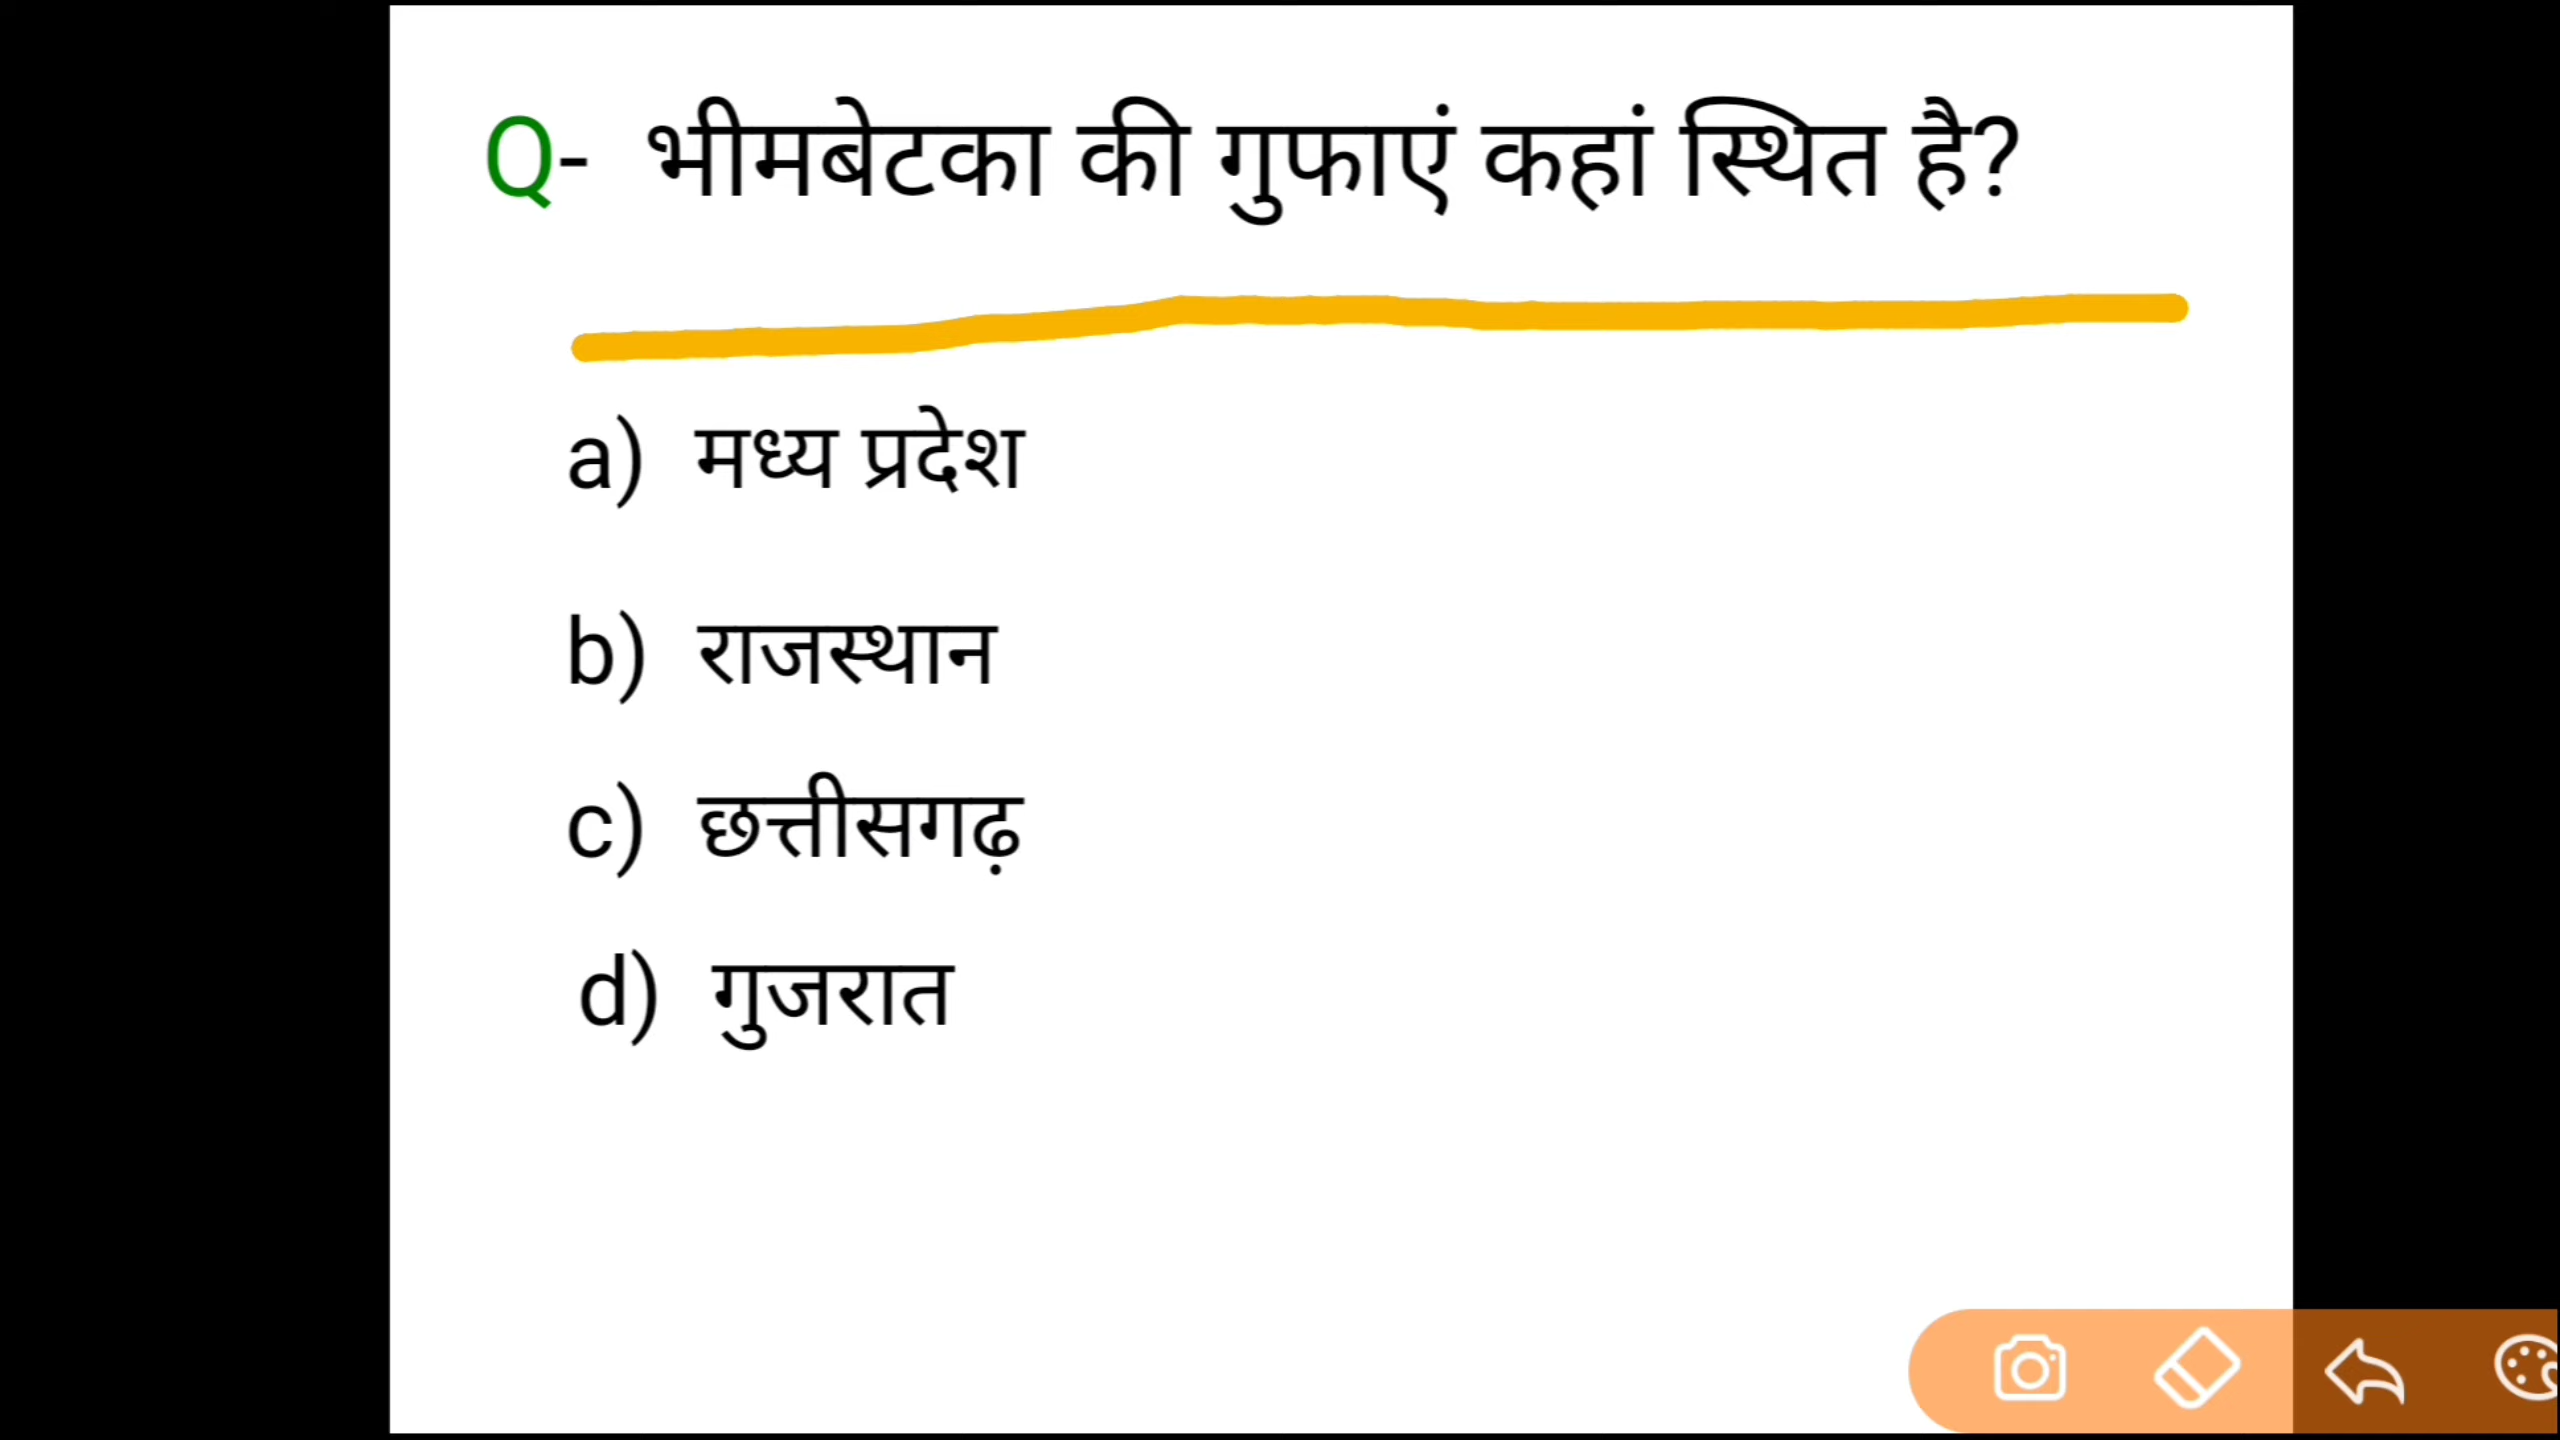 Q- भीमबेटका की गुफाएं कहां स्थित है?
a) मध्य प्रदेश
b) राजस्थान
c) छत्तीसगढ़
d) गुजरात